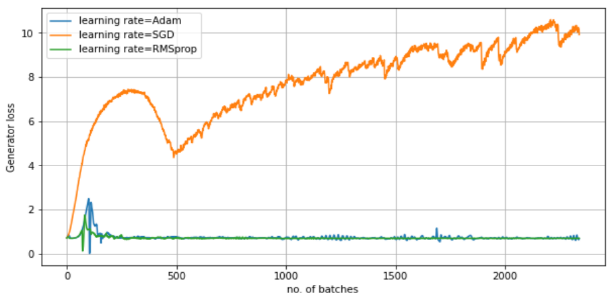 learning rate=Adam
learning rate=SGD
learning rate=RMSprop
Generator loss
10
8
6
4
2
0
0 500 1000 1500 2000
no. of batches